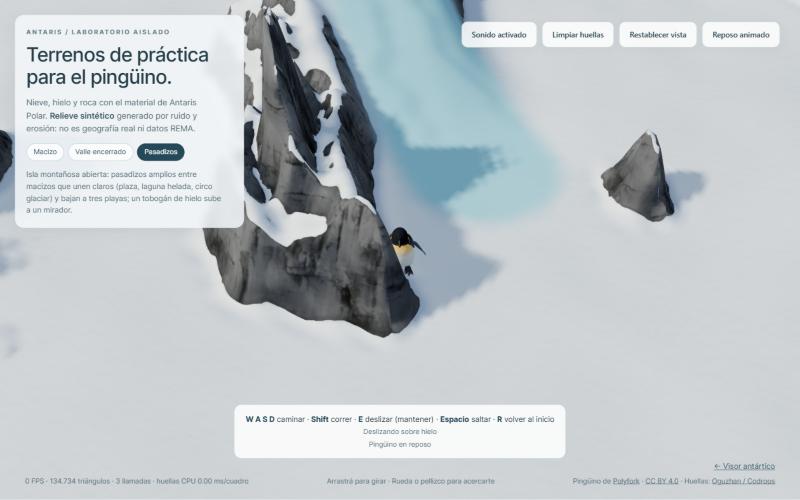 ANTARIS / LABORATORIO AISLADO
Terrenos de práctica
para el pingüino.
Nieve, hielo y roca con el material de Antaris
Polar. Relieve sintético generado por ruido y
erosión: no es geografía real ni datos REMA.
Macizo Valle encerrado Pasadizos
Isla montañosa abierta: pasadizos amplios entre
macizos que unen claros (plaza, laguna helada, circo
glaciar) y bajan a tres playas; un tobogán de hielo sube
a un mirador.
Sonido activado Limpiar huellas Restablecer vista Reposo animado
W A S D caminar · Shift correr · E deslizar (mantener) · Espacio saltar · R volver al inicio
Deslizando sobre hielo
Pingüino en reposo
← Visor antártico
0 FPS · 134.734 triángulos · 3 llamadas · huellas CPU 0.00 ms/cuadro
Arrastrá para girar · Rueda o pellizco para acercarte
Pingüino de Polyfork · CC BY 4.0 · Huellas: Oguzhan / Codrops